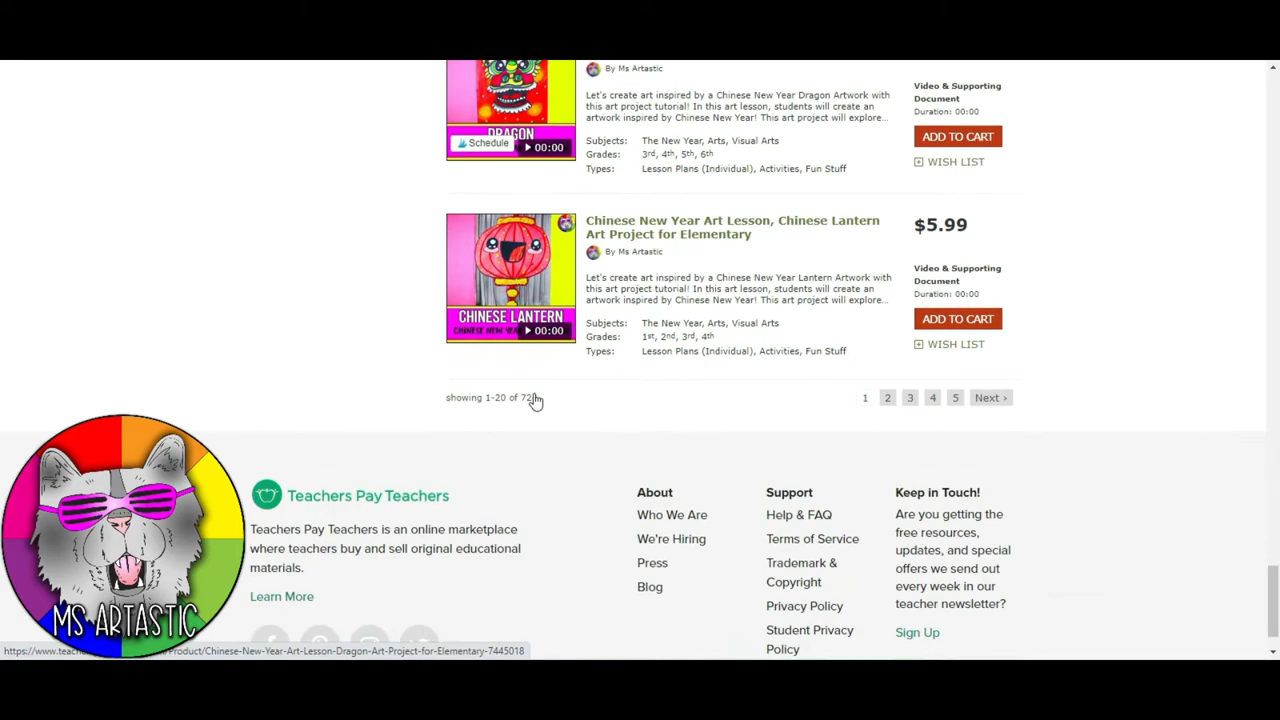 By Ms Artastic
Let's create art inspired by a Chinese New Year Dragon Artwork with
this art project tutorial! In this art lesson, students will create an
artwork inspired by Chinese New Year! This art project will explore...
Subjects: The New Year, Arts, Visual Arts
Grades: 3rd, 4th, 5th, 6th
Types: Lesson Plans (Individual), Activities, Fun Stuff
DRAGON
Schedule
00:00
Video & Supporting
Document
Duration: 00:00
ADD TO CART
WISH LIST
Chinese New Year Art Lesson, Chinese Lantern
Art Project for Elementary
By Ms Artastic
Let's create art inspired by a Chinese New Year Lantern Artwork with
this art project tutorial! In this art lesson, students will create an
artwork inspired by Chinese New Year! This art project will explore...
Subjects: The New Year, Arts, Visual Arts
Grades: 1st, 2nd, 3rd, 4th
Types: Lesson Plans (Individual), Activities, Fun Stuff
CHINESE LANTERN
CHINESE NEW
00:00
$5.99
Video & Supporting
Document
Duration: 00:00
ADD TO CART
WISH LIST
showing 1-20 of
1 2 3 4 5 Next ›
Teachers Pay Teachers
Teachers Pay Teachers is an online marketplace
where teachers buy and sell original educational
materials.
Learn More
About
Who We Are
We're Hiring
Press
Blog
Support
Help & FAQ
Terms of Service
Trademark &
Copyright
Privacy Policy
Student Privacy
Policy
Keep in Touch!
Are you getting the
free resources,
updates, and special
offers we send out
every week in our
teacher newsletter?
Sign Up
MS ARTASTIC
https://www.teach
Product/Chinese-New-Year-Art-Lesson-Dragon-Art-Project-for-Elementary-7445018